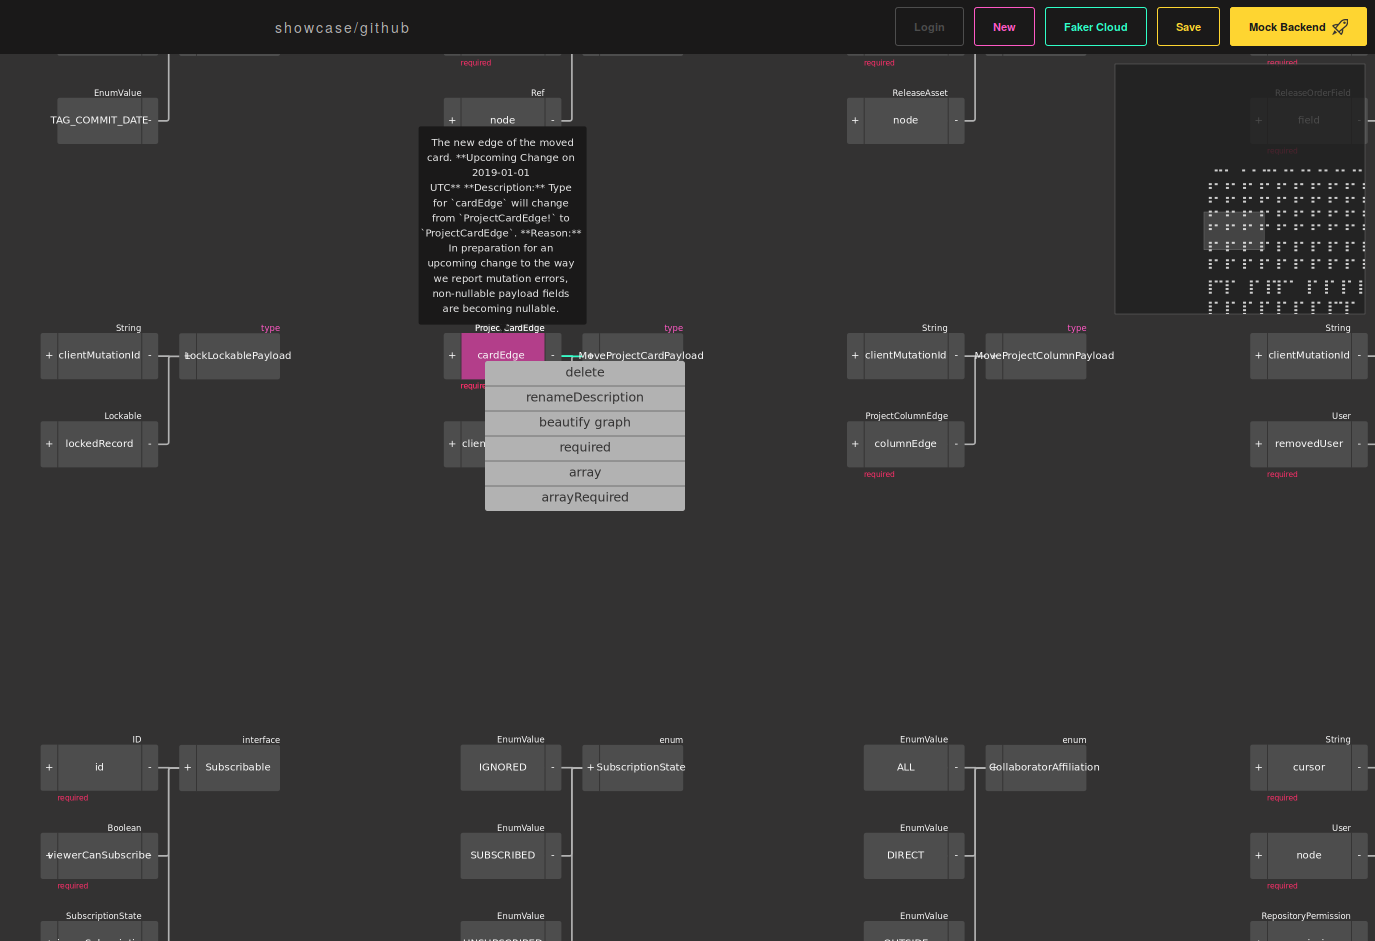 showcase/github
Login
New
Faker Cloud
Save
Mock Backend
required
required
required
EnumValue
TAG_COMMIT_DATE-
Ref
node -
+
ReleaseAsset
+ node -
ReleaseOrderField
+ field -
required
The new edge of the moved
card. **Upcoming Change on
2019-01-01
UTC** **Description:** Type
for `cardEdge` will change
from `ProjectCardEdge!` to
`ProjectCardEdge`. **Reason:**
In preparation for an
upcoming change to the way
we report mutation errors,
non-nullable payload fields
are becoming nullable.
String
+ clientMutationId -
type
LockLockablePayload
ProjectCardEdge
+ cardEdge -
required
type
MoveProjectCardPayload
String
+ clientMutationId -
type
MoveProjectColumnPayload
String
+ clientMutationId -
delete
renameDescription
beautify graph
required
array
arrayRequired
Lockable
+ lockedRecord -
+ clien
ProjectColumnEdge
+ columnEdge -
required
User
+ removedUser -
required
ID
+ id -
required
interface
+ Subscribable
EnumValue
IGNORED -
enum
+ SubscriptionState
EnumValue
ALL -
enum
CollaboratorAffiliation
String
+ cursor -
required
Boolean
viewerCanSubscribe
required
EnumValue
SUBSCRIBED -
EnumValue
DIRECT -
User
+ node -
required
SubscriptionState
EnumValue
EnumValue
RepositoryPermission